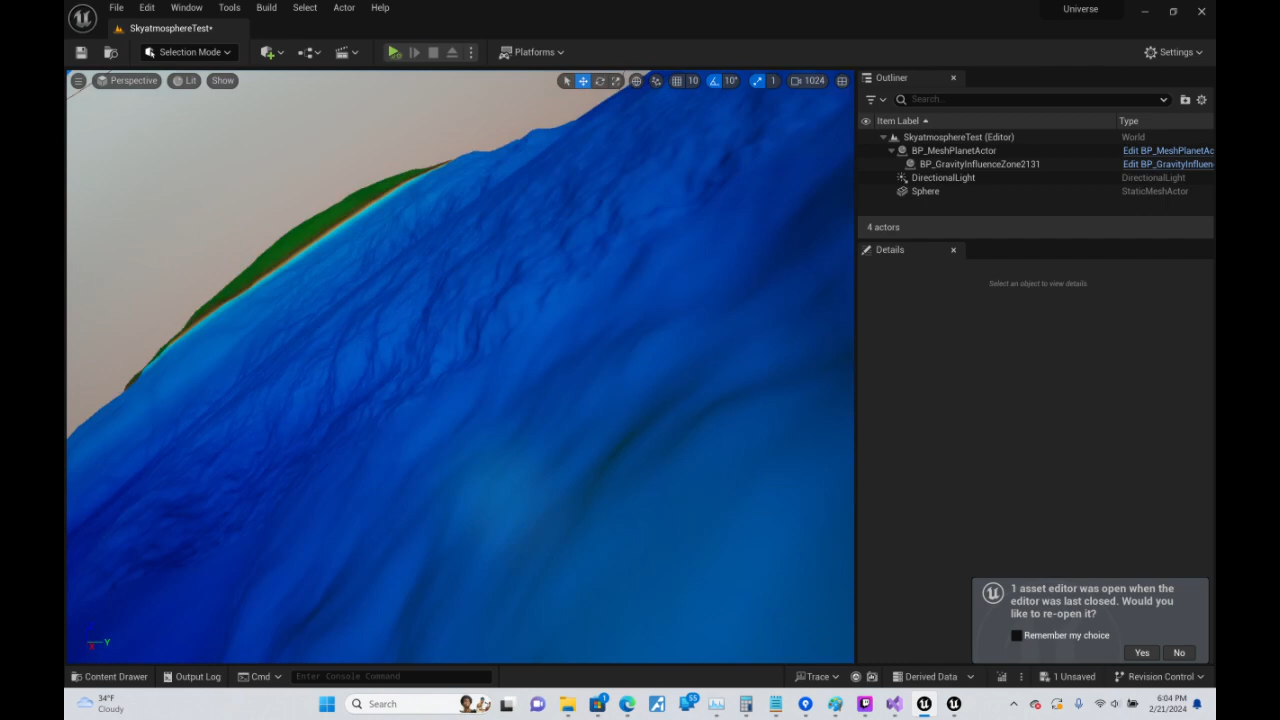 File Edit Window Tools Build Select Actor Help
Universe
SkyatmosphereTest*
Selection Mode
Platforms
Settings
Perspective Lit Show
10 10° 1 1024
Outliner
Search...
Item Label Type
SkyatmosphereTest (Editor) World
BP_MeshPlanetActor Edit BP_MeshPlanetAc
BP_GravityInfluenceZone2131 Edit BP_GravityInfluen
DirectionalLight DirectionalLight
Sphere StaticMeshActor
4 actors
Details
Select an object to view details.
1 asset editor was open when the
editor was last closed. Would you
like to re-open it?
Remember my choice
Yes No
X Y
Content Drawer Output Log Cmd Enter Console Command Trace Derived Data 1 Unsaved Revision Control
34°F
Cloudy
Search
1
55
6:04 PM
2/21/2024